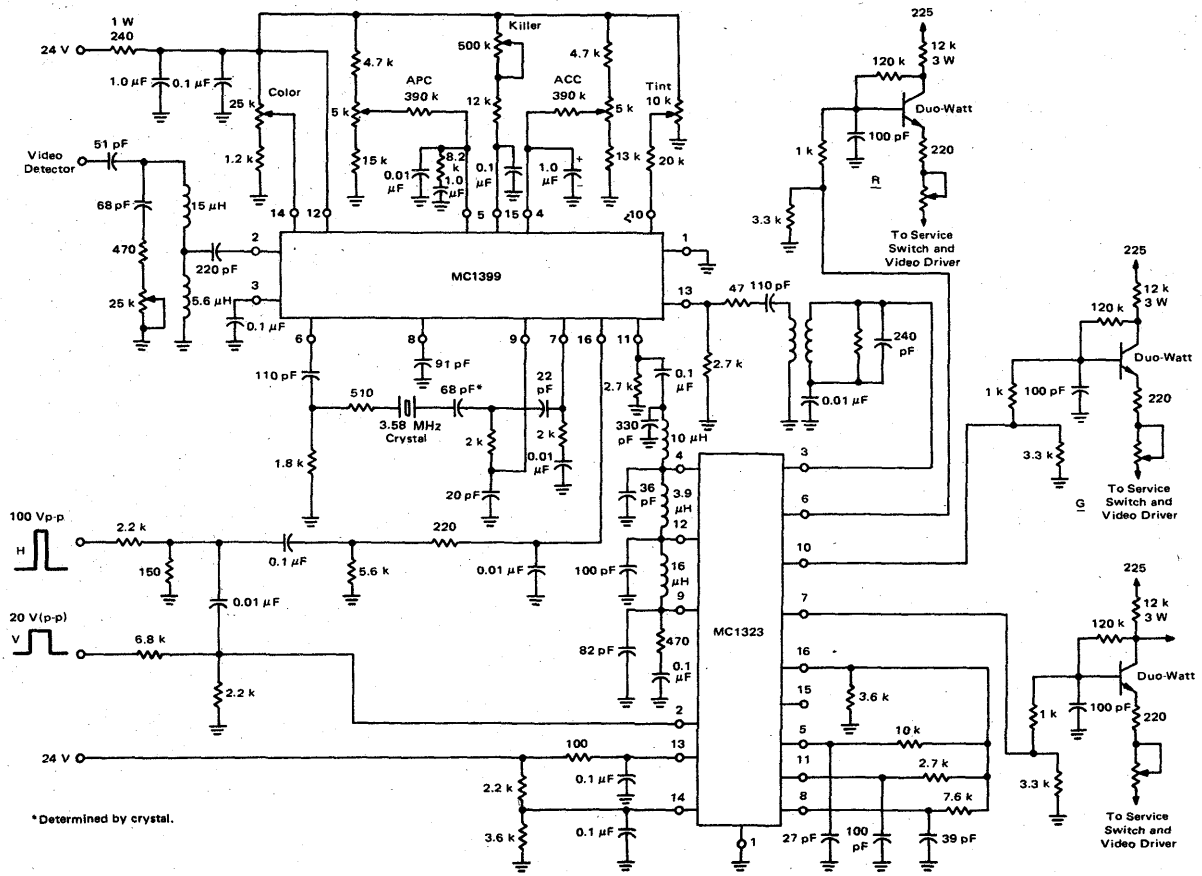 1 W
240
24 V
1.0 µF
0.1 µF
25 k
Color
1.2 k
4.7 k
5 k
15 k
APC
390 k
0.01
µF
8.2
k
1.0
µF
Killer
500 k
12 k
0.1
µF
ACC
390 k
1.0
µF
+
−
4.7 k
5 k
13 k
Tint
10 k
20 k
Video
Detector
51 pF
68 pF
470
25 k
15 µH
5.6 µH
220 pF
0.1 µF
14
12
5
15
4
10
2
3
1
13
MC1399
6
8
9
7
16
11
47
110 pF
2.7 k
240
pF
0.01 µF
110 pF
510
3.58 MHz
Crystal
68 pF*
91 pF
22
pF
2 k
2 k
0.01
µF
20 pF
1.8 k
2.7 k
0.1
µF
330
pF
10 µH
36
pF
3.9
µH
100 pF
16
µH
82 pF
470
0.1
µF
100 Vp-p
H
2.2 k
150
0.1 µF
5.6 k
220
0.01 µF
0.01 µF
20 V(p-p)
V
6.8 k
2.2 k
24 V
100
0.1 µF
2.2 k
3.6 k
0.1 µF
4
12
9
2
13
14
MC1323
3
6
10
7
16
15
5
11
8
1
3.6 k
10 k
2.7 k
7.6 k
27 pF
100
pF
39 pF
225
12 k
3 W
120 k
Duo-Watt
100 pF
220
1 k
3.3 k
R
To Service
Switch and
Video Driver
225
12 k
3 W
120 k
Duo-Watt
100 pF
220
1 k
3.3 k
G
To Service
Switch and
Video Driver
225
12 k
3 W
120 k
Duo-Watt
100 pF
220
1 k
3.3 k
To Service
Switch and
Video Driver
*Determined by crystal.